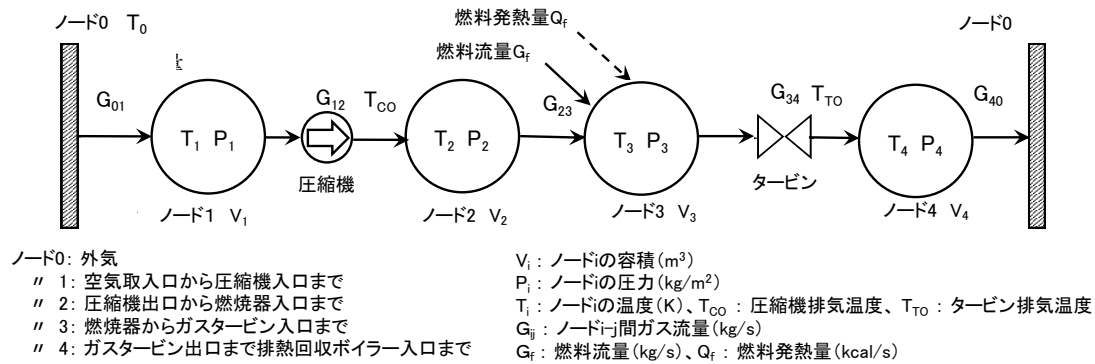 ノード0 T0
燃料発熱量Qf
ノード0
燃料流量Gf
G01
G12
TCO
G23
G34
TTO
G40
T1 P1
T2 P2
T3 P3
T4 P4
圧縮機
タービン
ノード1 V1
ノード2 V2
ノード3 V3
ノード4 V4
ノード0: 外気
〃 1: 空気取入口から圧縮機入口まで
〃 2: 圧縮機出口から燃焼器入口まで
〃 3: 燃焼器からガスタービン入口まで
〃 4: ガスタービン出口まで排熱回収ボイラー入口まで
Vi : ノードiの容積(m3)
Pi : ノードiの圧力(kg/m2)
Ti : ノードiの温度(K)、TCO : 圧縮機排気温度、TTO : タービン排気温度
Gij : ノードi-j間ガス流量(kg/s)
Gf : 燃料流量(kg/s)、Qf : 燃料発熱量(kcal/s)